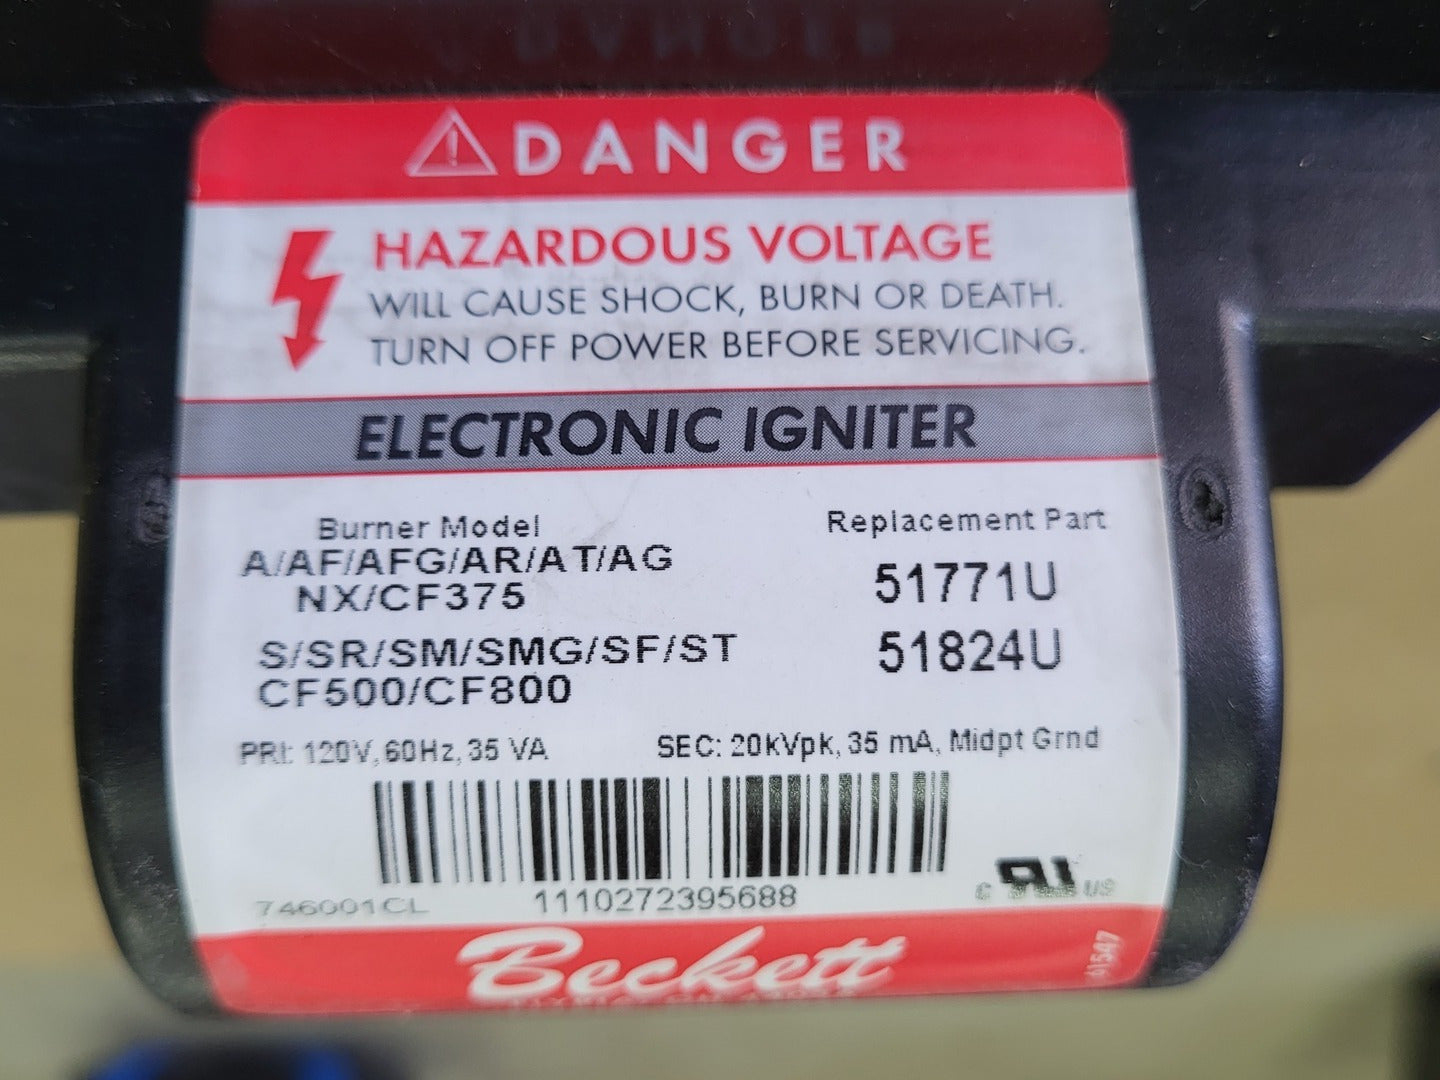 DANGER
HAZARDOUS VOLTAGE
WILL CAUSE SHOCK, BURN OR DEATH.
TURN OFF POWER BEFORE SERVICING.
ELECTRONIC IGNITER
Burner Model Replacement Part
A/AF/AFG/AR/AT/AG
NX/CF375 51771U
S/SR/SM/SMG/SF/ST 51824U
CF500/CF800
PRI: 120V, 60Hz, 35 VA SEC: 20kVpk, 35 mA, Midpt Grnd
746001CL 1110272395688 C US
Beckett
61547